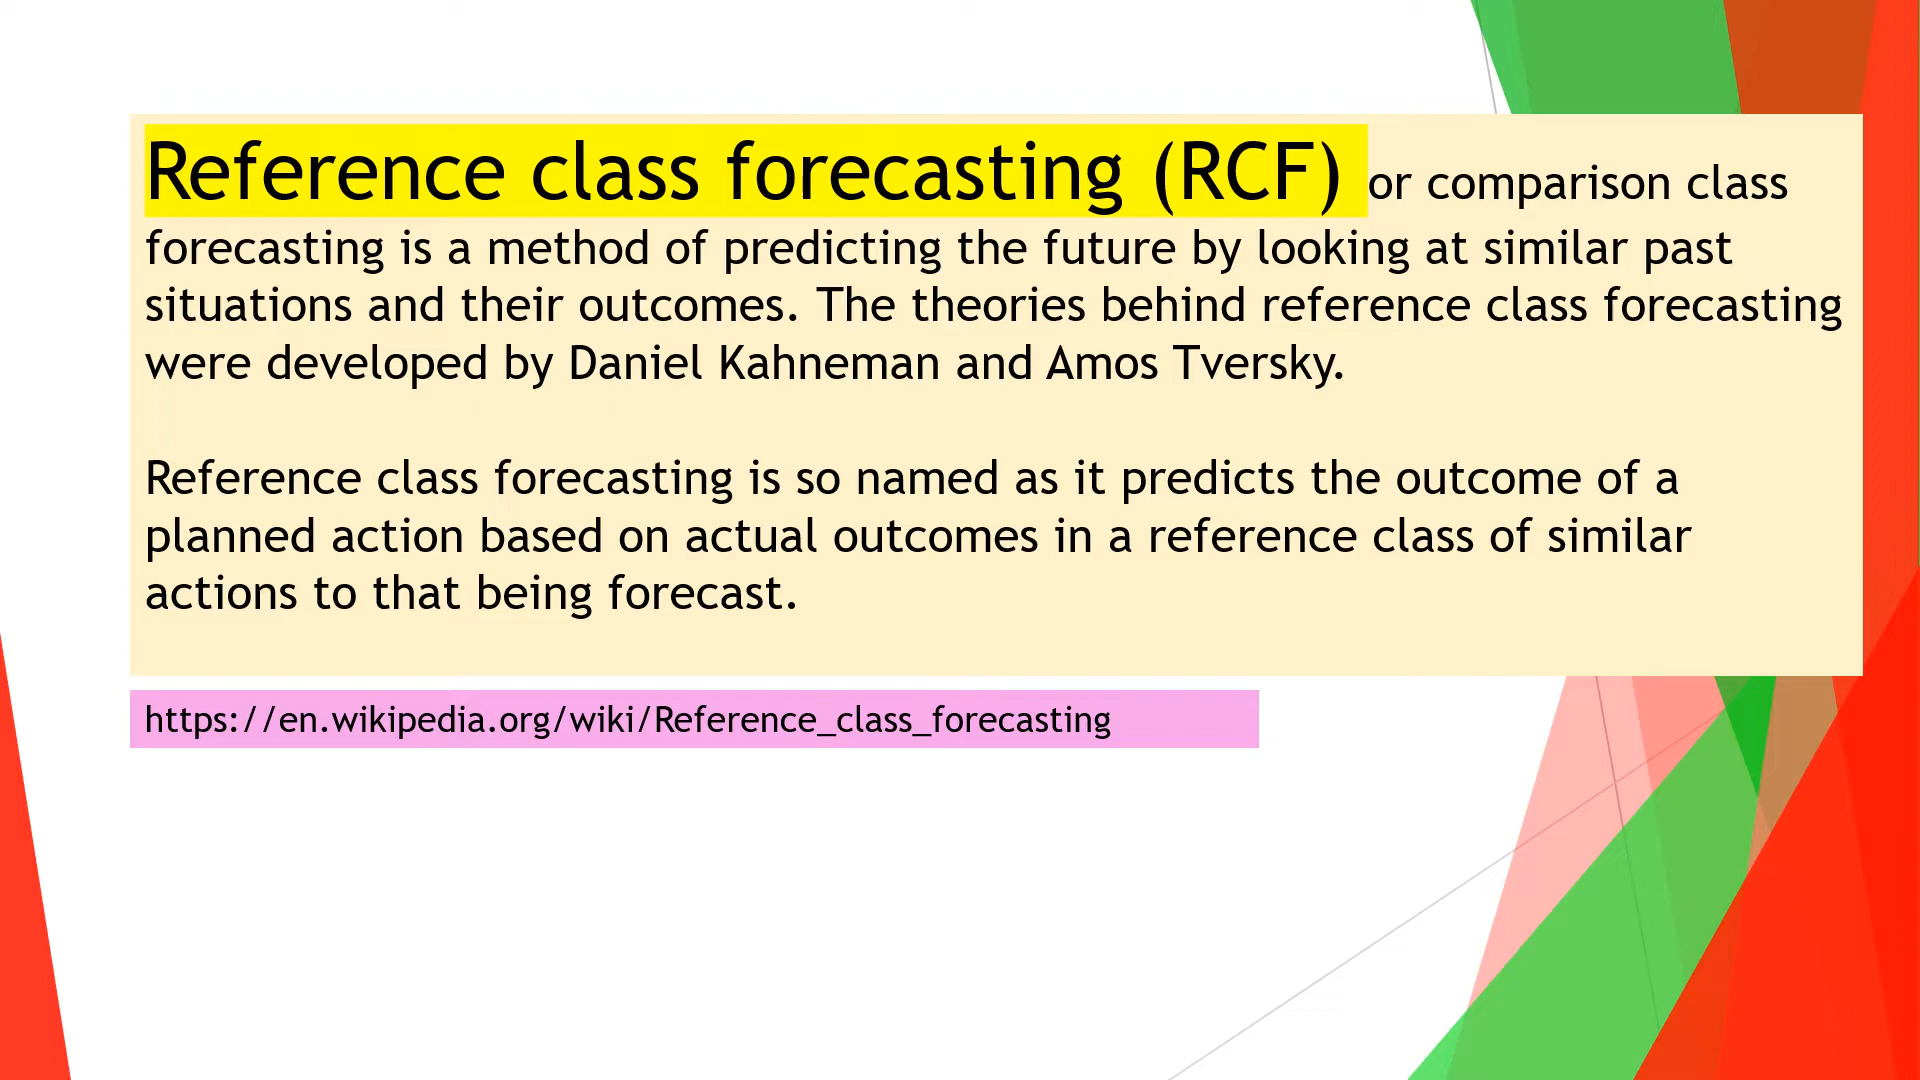 Reference class forecasting (RCF) or comparison class
forecasting is a method of predicting the future by looking at similar past
situations and their outcomes. The theories behind reference class forecasting
were developed by Daniel Kahneman and Amos Tversky.
Reference class forecasting is so named as it predicts the outcome of a
planned action based on actual outcomes in a reference class of similar
actions to that being forecast.
https://en.wikipedia.org/wiki/Reference_class_forecasting